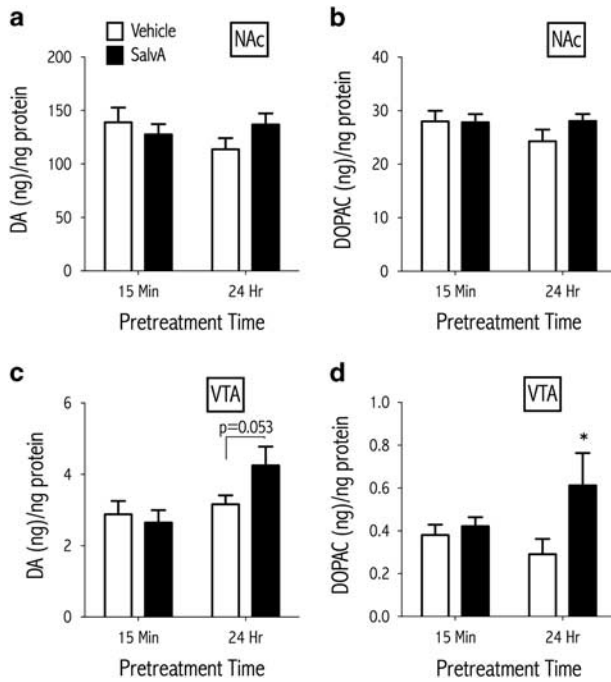 a
Vehicle
SalvA
NAc
DA (ng)/ng protein
200
150
100
50
0
15 Min
24 Hr
Pretreatment Time
b
NAc
DOPAC (ng)/ng protein
40
30
20
10
0
15 Min
24 Hr
Pretreatment Time
c
VTA
p=0.053
DA (ng)/ng protein
6
4
2
0
15 Min
24 Hr
Pretreatment Time
d
VTA
*
DOPAC (ng)/ng protein
1.0
0.8
0.6
0.4
0.2
0.0
15 Min
24 Hr
Pretreatment Time